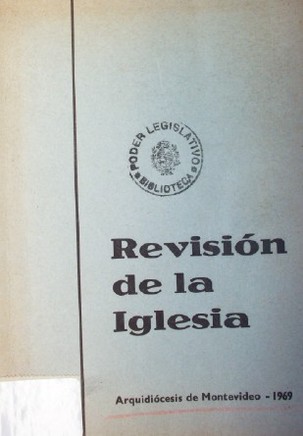 PODER LEGISLATIVO
BIBLIOTECA
Revisión
de la
Iglesia
Arquidiócesis de Montevideo - 1969